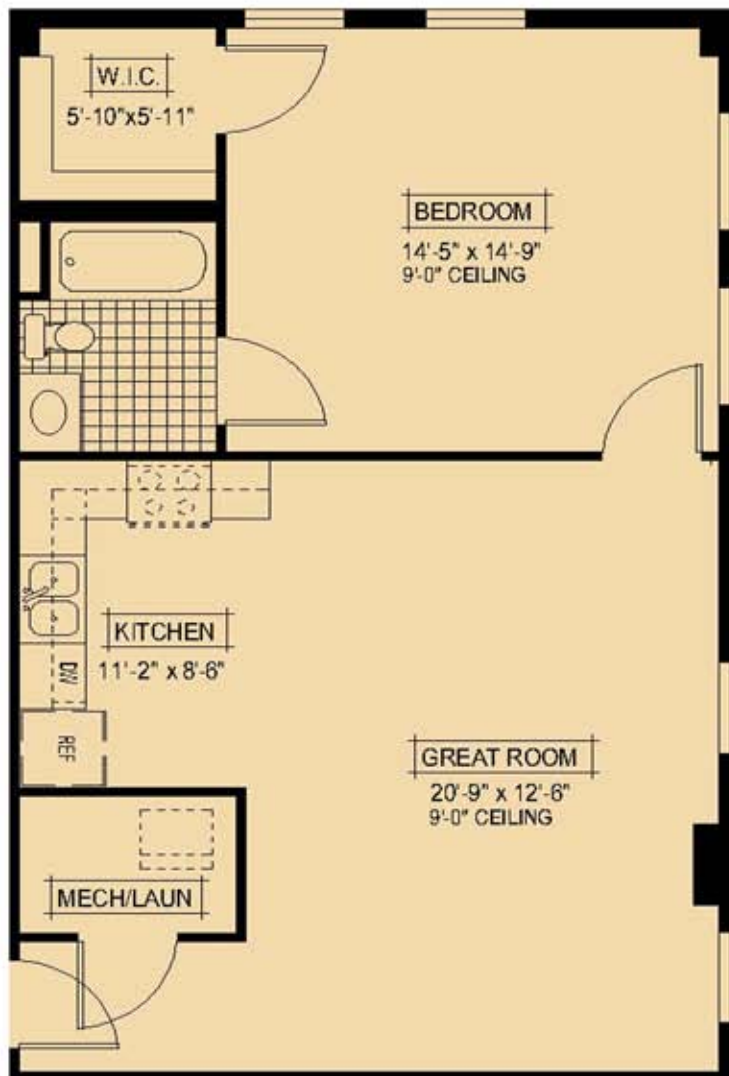 W.I.C.
5'-10"x5'-11"
BEDROOM
14'-5" x 14'-9"
9'-0" CEILING
KITCHEN
11'-2" x 8'-6"
DW
REF
GREAT ROOM
20'-9" x 12'-6"
9'-0" CEILING
MECH/LAUN